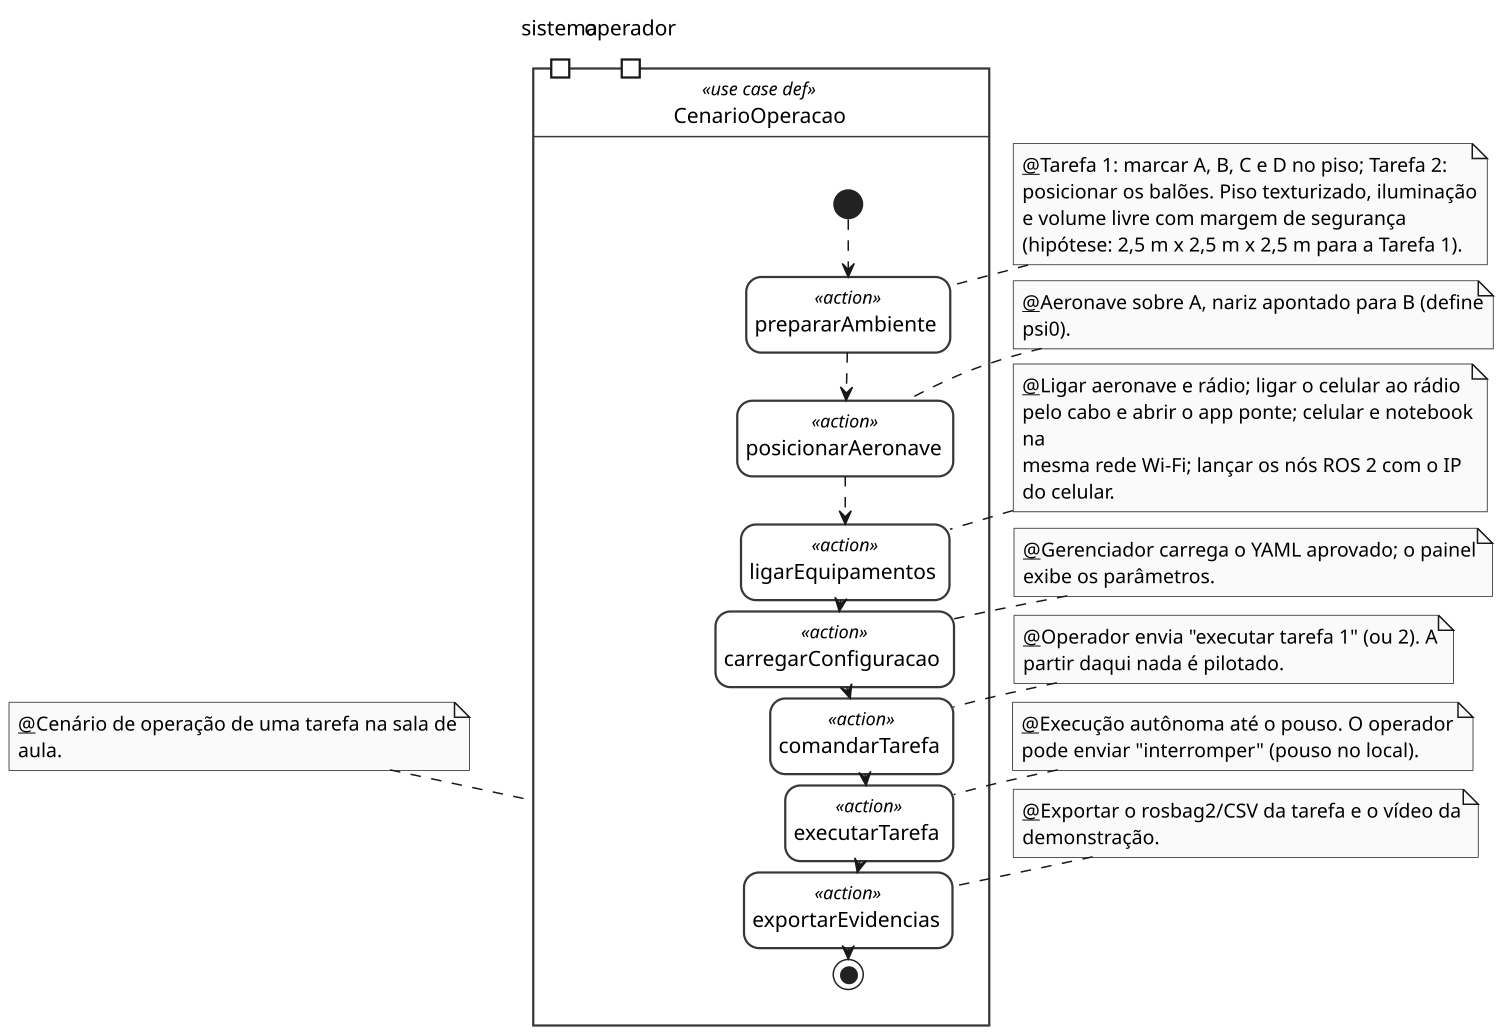 sistema
operador
«use case def»
CenarioOperacao
@Tarefa 1: marcar A, B, C e D no piso; Tarefa 2:
posicionar os balões. Piso texturizado, iluminação
e volume livre com margem de segurança
(hipótese: 2,5 m x 2,5 m x 2,5 m para a Tarefa 1).
«action»
prepararAmbiente
@Aeronave sobre A, nariz apontado para B (define
psi0).
«action»
posicionarAeronave
@Ligar aeronave e rádio; ligar o celular ao rádio
pelo cabo e abrir o app ponte; celular e notebook
na
mesma rede Wi-Fi; lançar os nós ROS 2 com o IP
do celular.
«action»
ligarEquipamentos
@Gerenciador carrega o YAML aprovado; o painel
exibe os parâmetros.
«action»
carregarConfiguracao
@Operador envia "executar tarefa 1" (ou 2). A
partir daqui nada é pilotado.
«action»
comandarTarefa
@Cenário de operação de uma tarefa na sala de
aula.
@Execução autônoma até o pouso. O operador
pode enviar "interromper" (pouso no local).
«action»
executarTarefa
@Exportar o rosbag2/CSV da tarefa e o vídeo da
demonstração.
«action»
exportarEvidencias